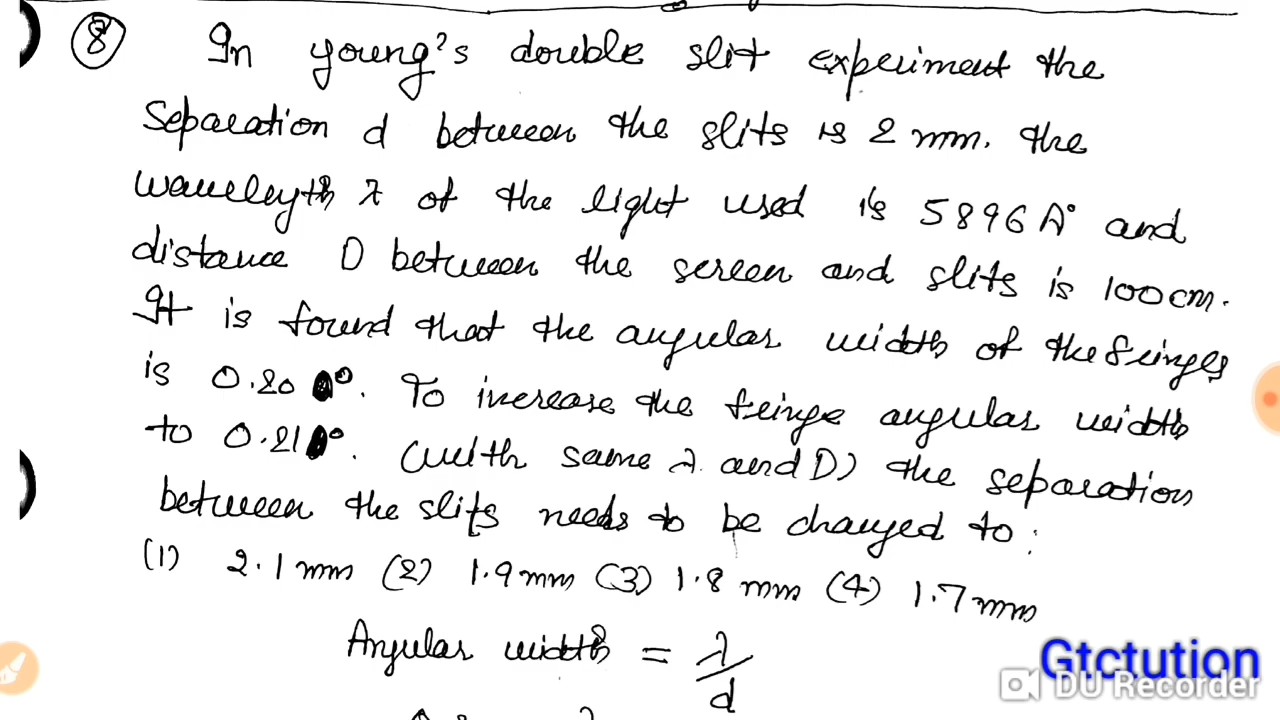 8 In young's double slit experiment the
Separation d between the slits is 2 mm. the
wavelength λ of the light used is 5896 A° and
distance D between the screen and slits is 100 cm.
It is found that the angular width of the fringes
is 0.20°. To increase the fringe angular width
to 0.21°. (with same λ and D) the separation
between the slits needs to be changed to :
(1) 2.1 mm (2) 1.9 mm (3) 1.8 mm (4) 1.7 mm
Angular width = λ/d
Gtctution
DU Recorder